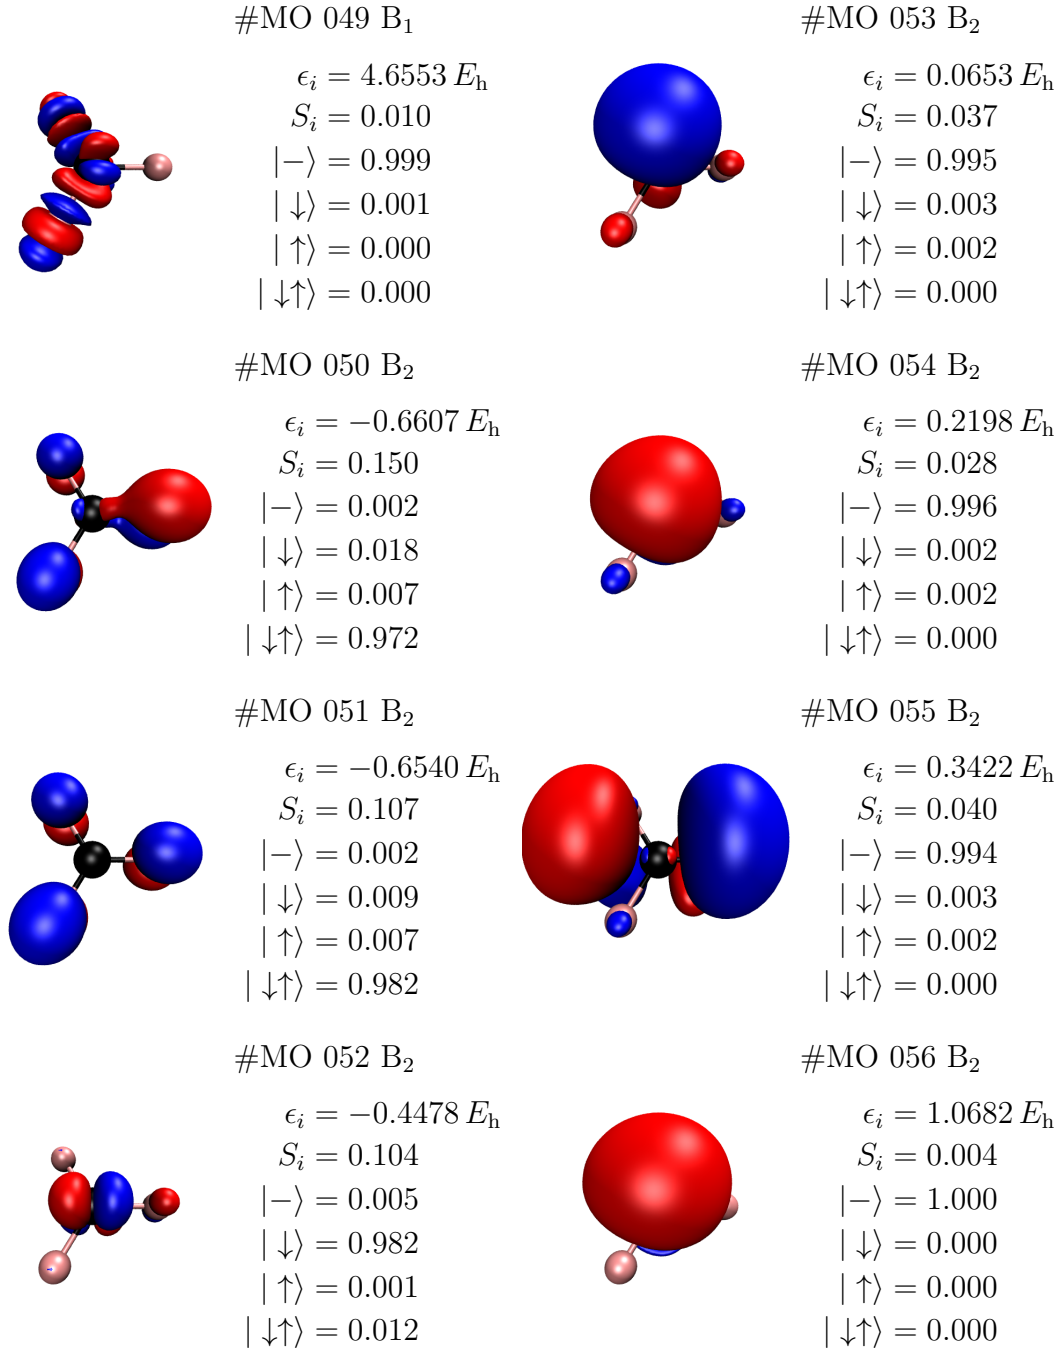 #MO 049 B₁
ϵᵢ = 4.6553 Eₕ
Sᵢ = 0.010
|−⟩ = 0.999
| ↓⟩ = 0.001
| ↑⟩ = 0.000
| ↓↑⟩ = 0.000
#MO 053 B₂
ϵᵢ = 0.0653 Eₕ
Sᵢ = 0.037
|−⟩ = 0.995
| ↓⟩ = 0.003
| ↑⟩ = 0.002
| ↓↑⟩ = 0.000
#MO 050 B₂
ϵᵢ = −0.6607 Eₕ
Sᵢ = 0.150
|−⟩ = 0.002
| ↓⟩ = 0.018
| ↑⟩ = 0.007
| ↓↑⟩ = 0.972
#MO 054 B₂
ϵᵢ = 0.2198 Eₕ
Sᵢ = 0.028
|−⟩ = 0.996
| ↓⟩ = 0.002
| ↑⟩ = 0.002
| ↓↑⟩ = 0.000
#MO 051 B₂
ϵᵢ = −0.6540 Eₕ
Sᵢ = 0.107
|−⟩ = 0.002
| ↓⟩ = 0.009
| ↑⟩ = 0.007
| ↓↑⟩ = 0.982
#MO 055 B₂
ϵᵢ = 0.3422 Eₕ
Sᵢ = 0.040
|−⟩ = 0.994
| ↓⟩ = 0.003
| ↑⟩ = 0.002
| ↓↑⟩ = 0.000
#MO 052 B₂
ϵᵢ = −0.4478 Eₕ
Sᵢ = 0.104
|−⟩ = 0.005
| ↓⟩ = 0.982
| ↑⟩ = 0.001
| ↓↑⟩ = 0.012
#MO 056 B₂
ϵᵢ = 1.0682 Eₕ
Sᵢ = 0.004
|−⟩ = 1.000
| ↓⟩ = 0.000
| ↑⟩ = 0.000
| ↓↑⟩ = 0.000